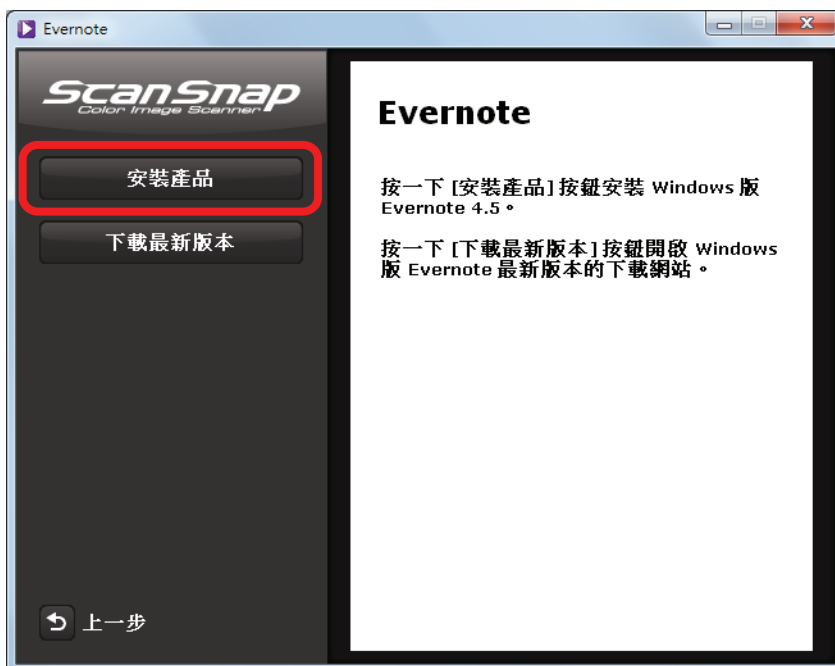 Evernote
ScanSnap
Color Image Scanner
安裝產品
下載最新版本
上一步
Evernote
按一下 [安裝產品] 按鈕安裝 Windows 版
Evernote 4.5。
按一下 [下載最新版本] 按鈕開啟 Windows
版 Evernote 最新版本的下載網站。